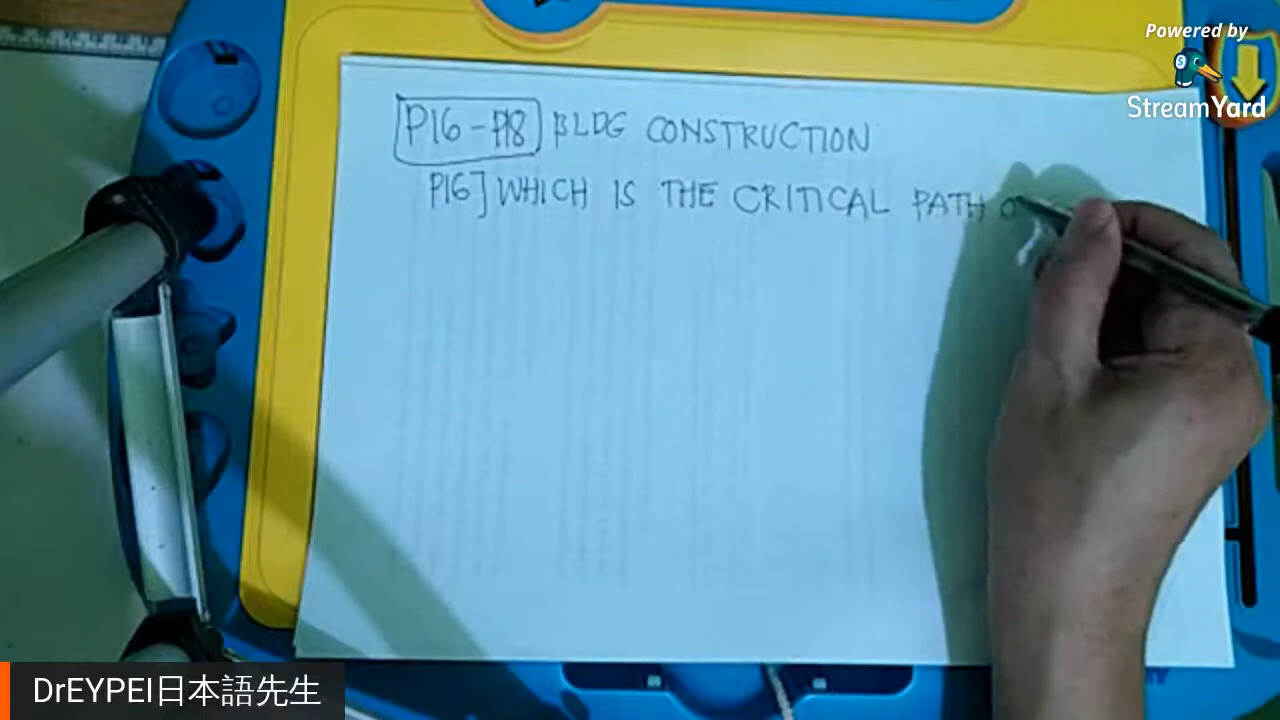 Powered by
StreamYard
P16-P18 BLDG CONSTRUCTION
P16] WHICH IS THE CRITICAL PATH O
DrEYPEI日本語先生